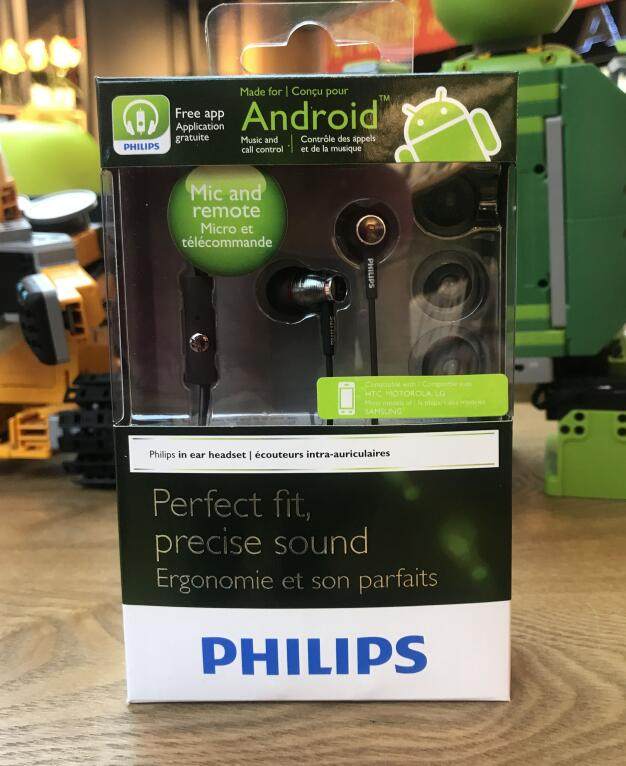 Made for | Conçu pour
Android™
Free app
Application
gratuite
PHILIPS
Music and
call control
Contrôle des appels
et de la musique
Mic and
remote
Micro et
télécommande
PHILIPS
PHILIPS
Compatible with | Compatible avec
HTC, MOTOROLA, LG
SAMSUNG
Philips in ear headset | écouteurs intra-auriculaires
Perfect fit,
precise sound
Ergonomie et son parfaits
PHILIPS